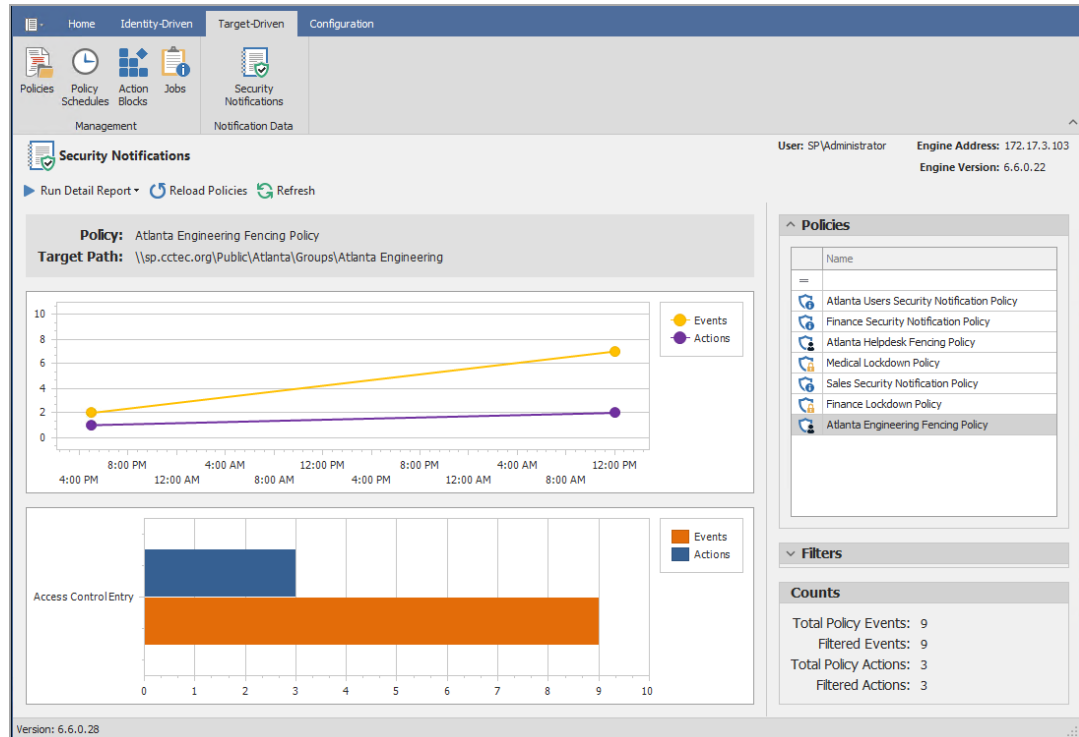 Home Identity-Driven Target-Driven Configuration
Policies Policy Schedules Action Blocks Jobs Security Notifications
Management Notification Data
Security Notifications
User: SP\Administrator Engine Address: 172.17.3.103
Engine Version: 6.6.0.22
Run Detail Report Reload Policies Refresh
Policy: Atlanta Engineering Fencing Policy
Target Path: \\sp.cctec.org\Public\Atlanta\Groups\Atlanta Engineering
10
8
6
4
2
0
8:00 PM 4:00 AM 12:00 PM 8:00 PM 4:00 AM 12:00 PM
4:00 PM 12:00 AM 8:00 AM 4:00 PM 12:00 AM 8:00 AM
Events
Actions
Access Control Entry
0 1 2 3 4 5 6 7 8 9 10
Events
Actions
Policies
Name
=
Atlanta Users Security Notification Policy
Finance Security Notification Policy
Atlanta Helpdesk Fencing Policy
Medical Lockdown Policy
Sales Security Notification Policy
Finance Lockdown Policy
Atlanta Engineering Fencing Policy
Filters
Counts
Total Policy Events: 9
Filtered Events: 9
Total Policy Actions: 3
Filtered Actions: 3
Version: 6.6.0.28